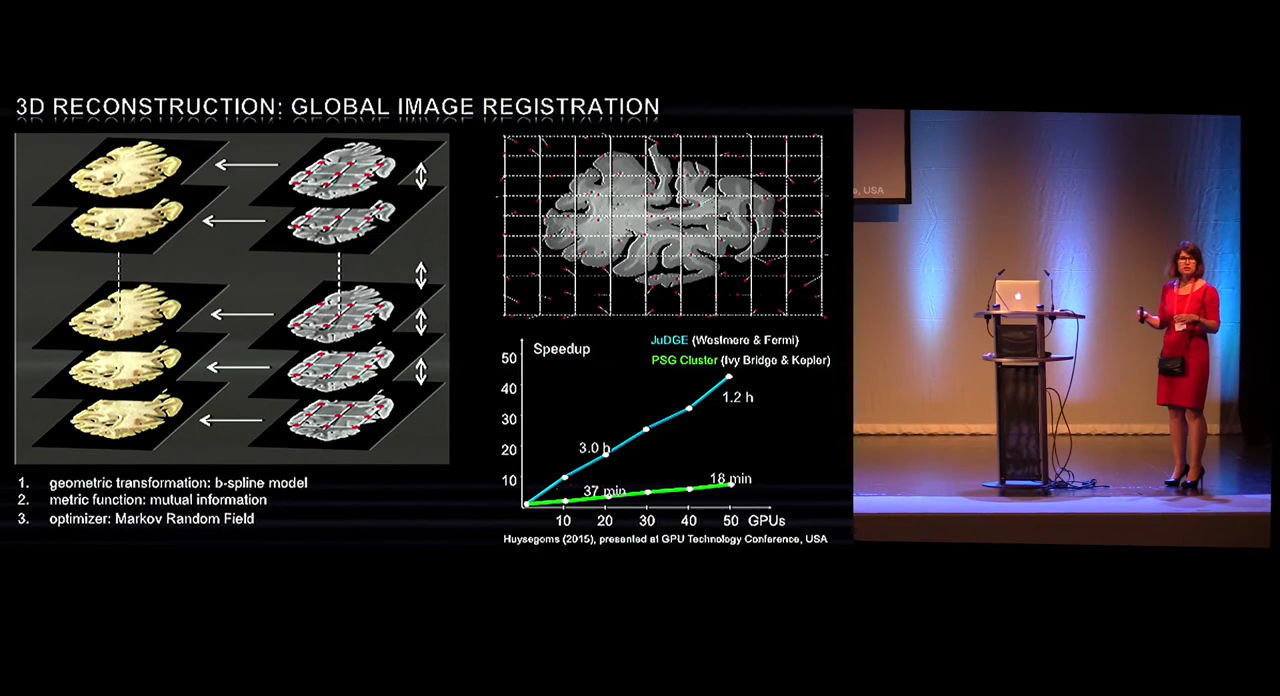 3D RECONSTRUCTION: GLOBAL IMAGE REGISTRATION
1. geometric transformation: b-spline model
2. metric function: mutual information
3. optimizer: Markov Random Field
Speedup
JuDGE (Westmere & Fermi)
PSG Cluster (Ivy Bridge & Kepler)
50
40
30
20
10
1.2 h
3.0 h
18 min
37 min
10 20 30 40 50 GPUs
Huysegoms (2015), presented at GPU Technology Conference, USA
, USA